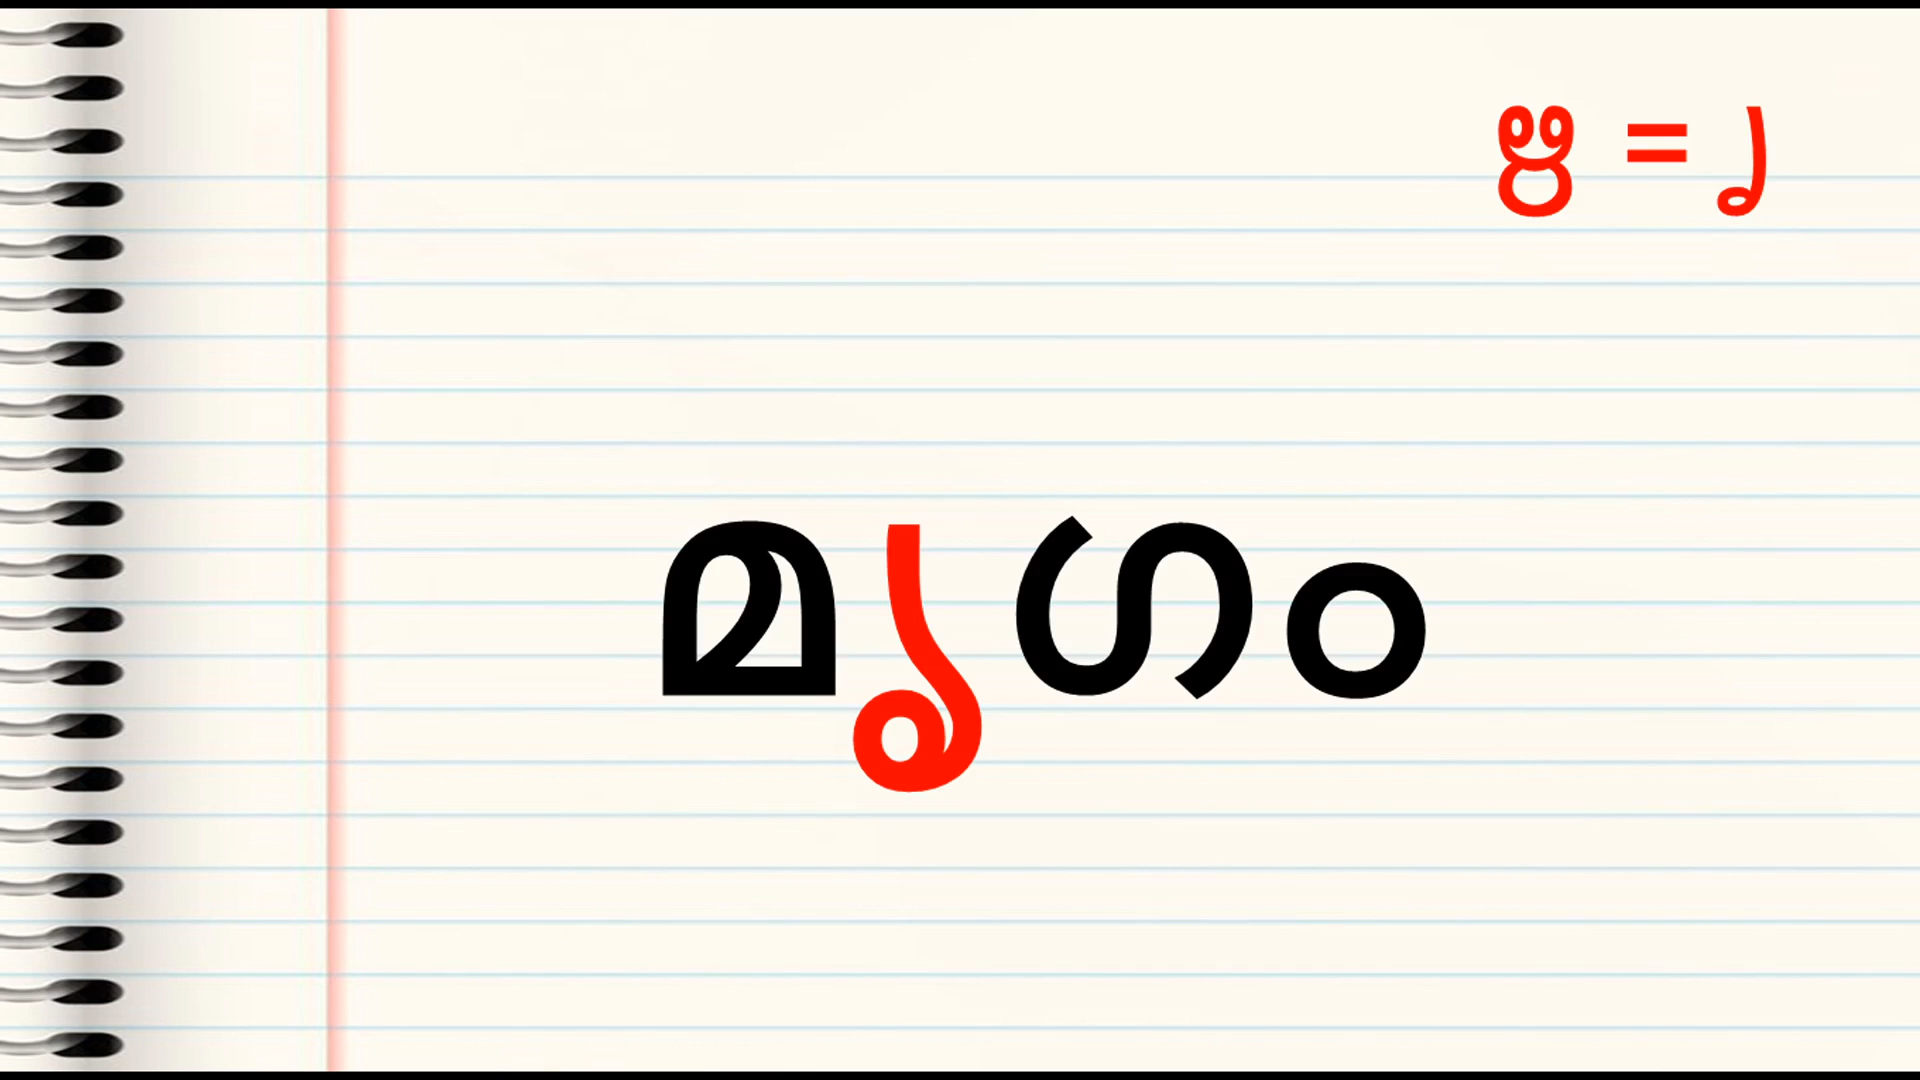 ഋ = ൃ
മൃഗം